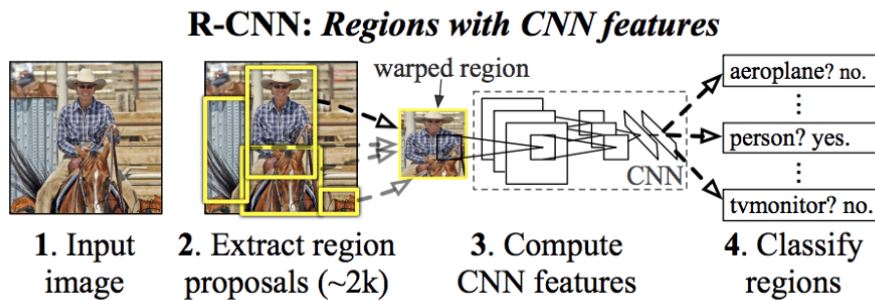 R-CNN: Regions with CNN features
warped region
aeroplane? no.
⋮
person? yes.
⋮
tvmonitor? no.
CNN
1. Input
image
2. Extract region
proposals (~2k)
3. Compute
CNN features
4. Classify
regions